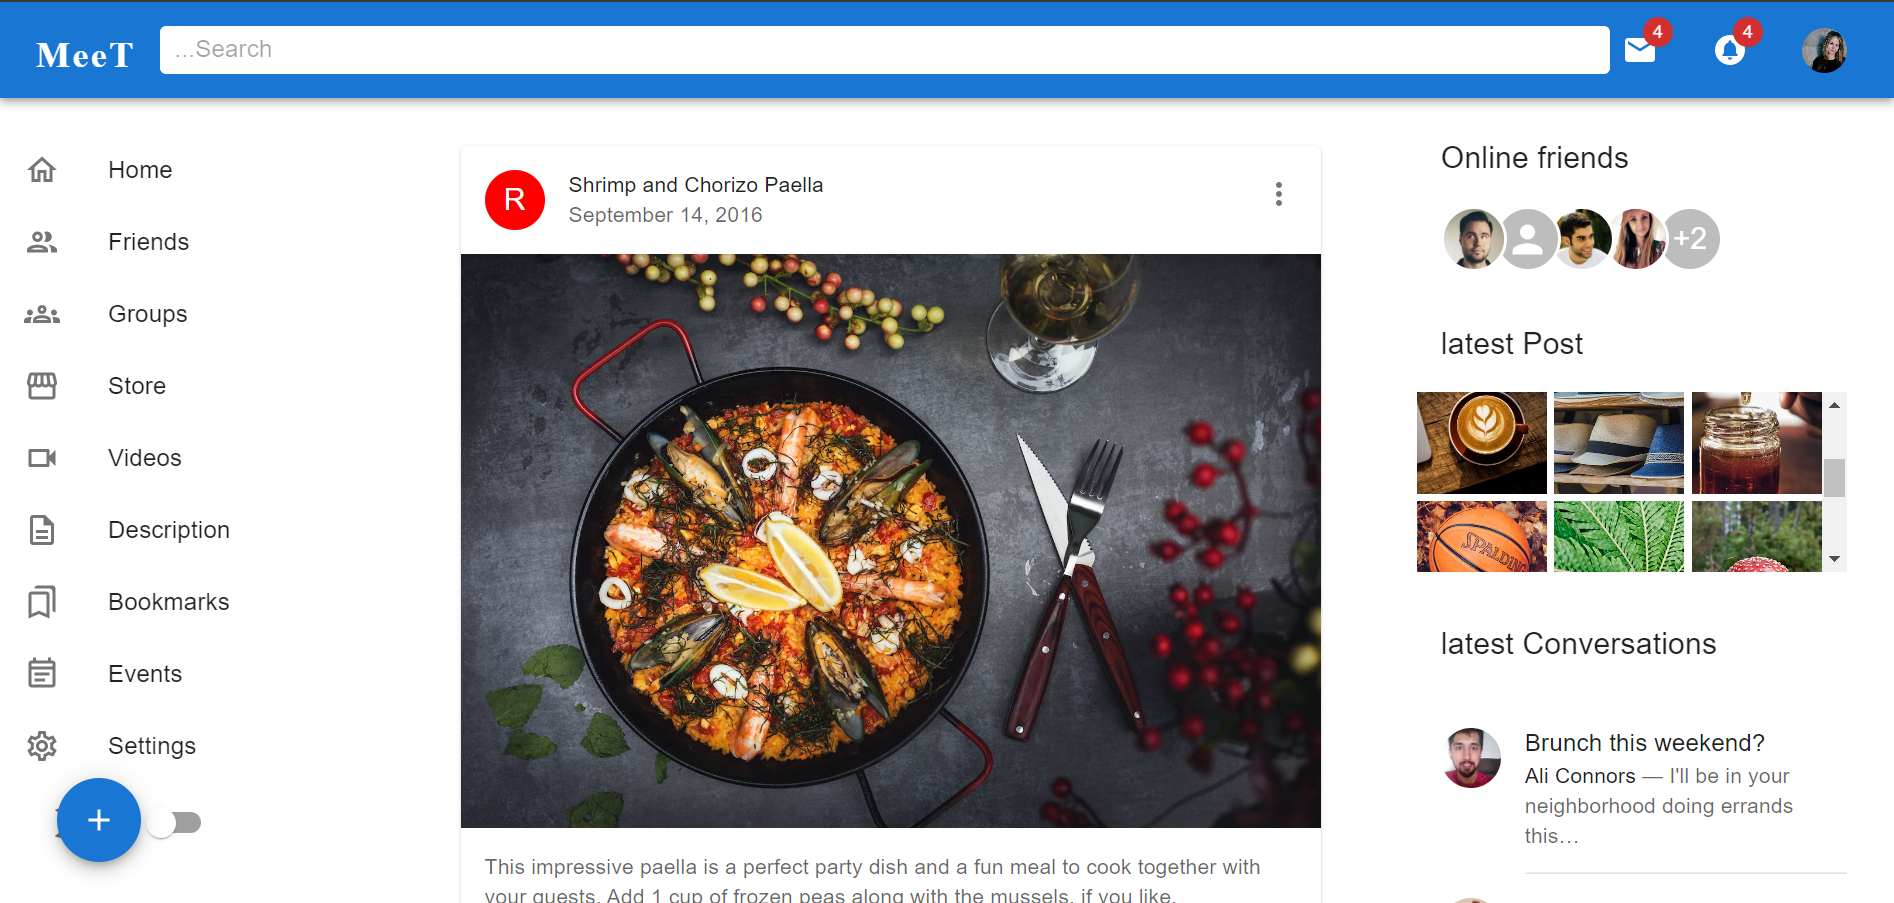 MeeT
...Search
4
4
Home
Friends
Groups
Store
Videos
Description
Bookmarks
Events
Settings
+
R
Shrimp and Chorizo Paella
September 14, 2016
This impressive paella is a perfect party dish and a fun meal to cook together with
your guests. Add 1 cup of frozen peas along with the mussels, if you like.
Online friends
+2
latest Post
SPALDING
latest Conversations
Brunch this weekend?
Ali Connors — I'll be in your
neighborhood doing errands
this…